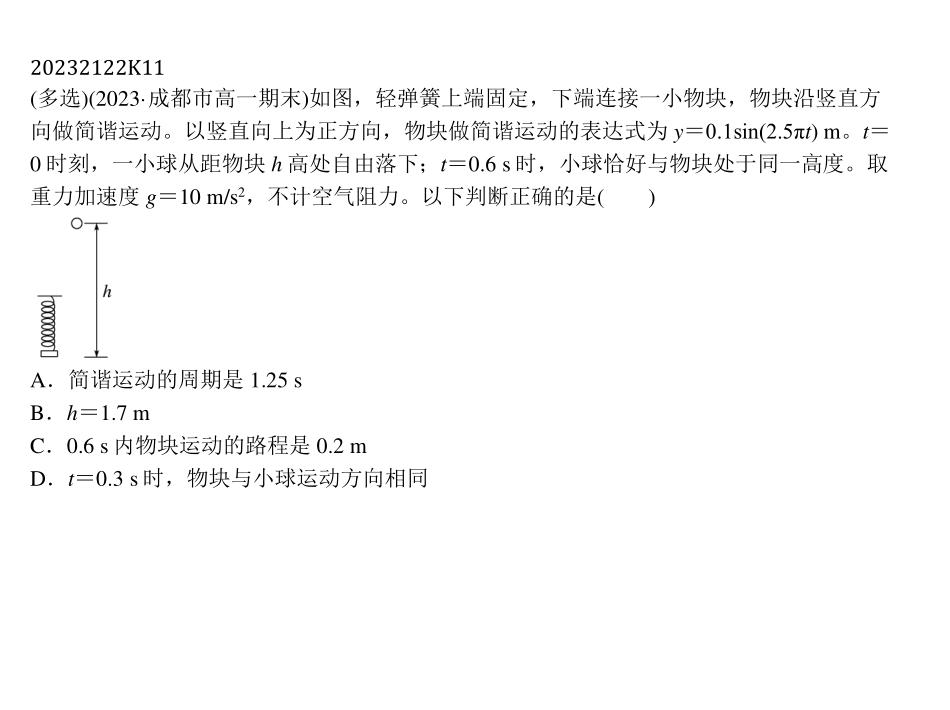 20232122K11
(多选)(2023·成都市高一期末)如图，轻弹簧上端固定，下端连接一小物块，物块沿竖直方
向做简谐运动。以竖直向上为正方向，物块做简谐运动的表达式为 y＝0.1sin(2.5πt) m。t＝
0 时刻，一小球从距物块 h 高处自由落下；t＝0.6 s 时，小球恰好与物块处于同一高度。取
重力加速度 g＝10 m/s²，不计空气阻力。以下判断正确的是(　　)
h
A．简谐运动的周期是 1.25 s
B．h＝1.7 m
C．0.6 s 内物块运动的路程是 0.2 m
D．t＝0.3 s 时，物块与小球运动方向相同